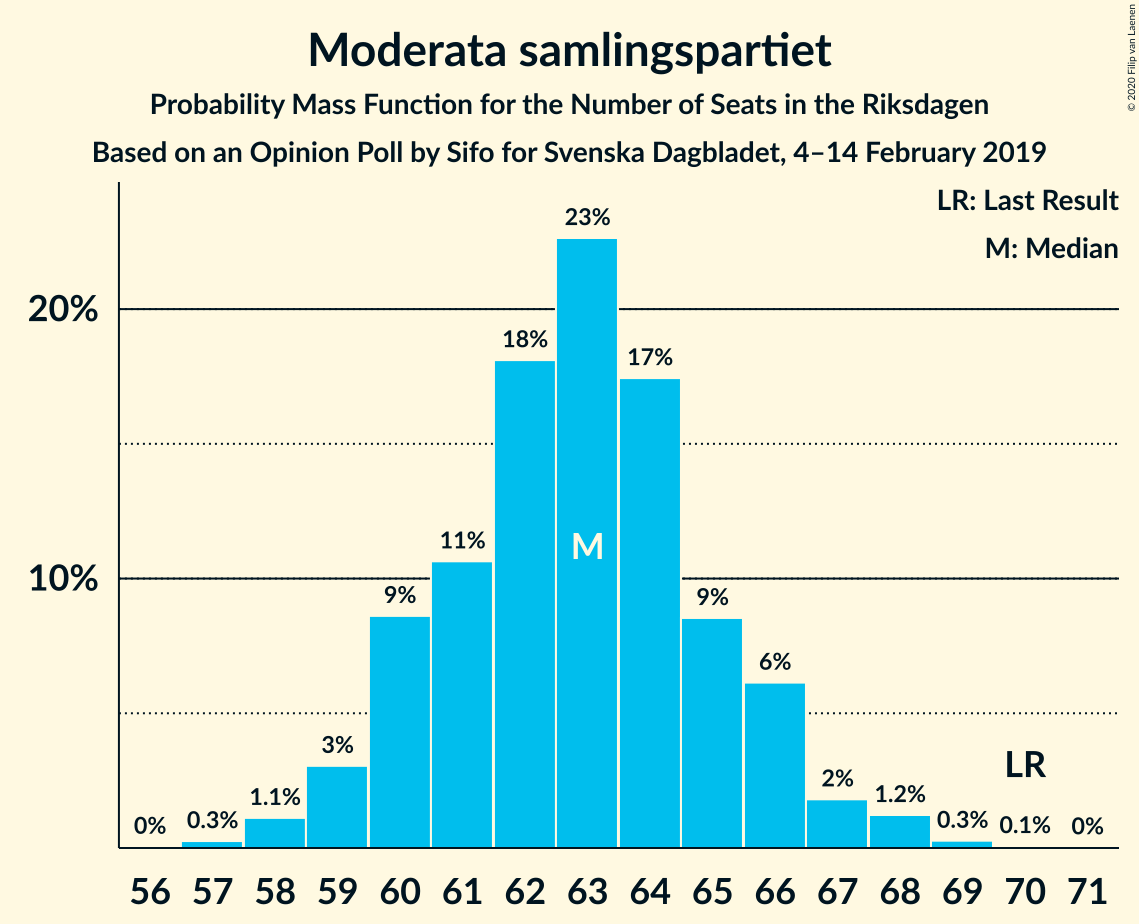 Moderata samlingspartiet
Probability Mass Function for the Number of Seats in the Riksdagen
Based on an Opinion Poll by Sifo for Svenska Dagbladet, 4–14 February 2019
© 2020 Filip van Laenen
LR: Last Result
M: Median
20%
10%
0%
0.3%
1.1%
3%
9%
11%
18%
23%
17%
9%
6%
2%
1.2%
0.3%
0.1%
0%
M
LR
56 57 58 59 60 61 62 63 64 65 66 67 68 69 70 71